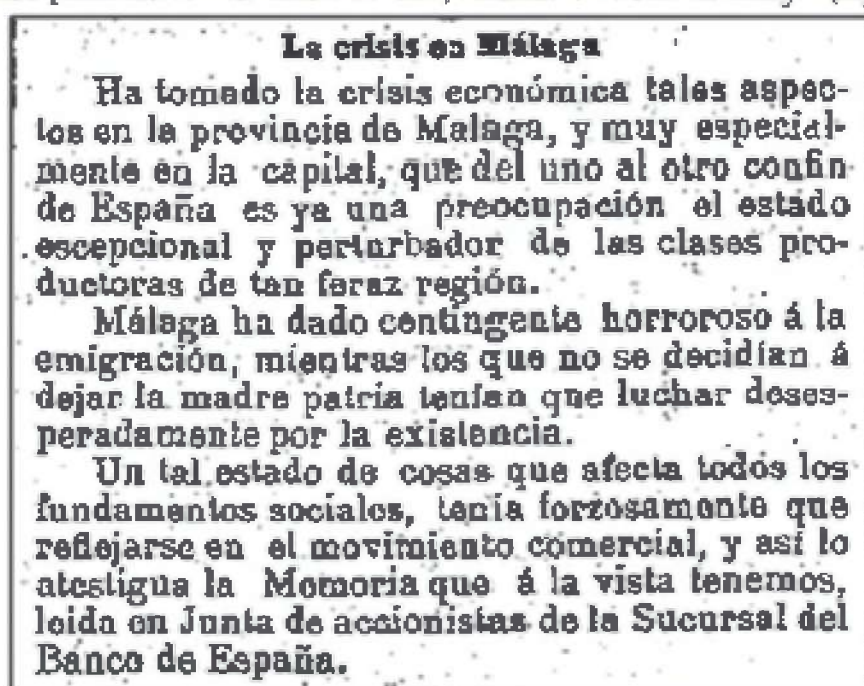 La crisis en Málaga
Ha tomado la crisis económica tales aspec-
tos en la provincia de Malaga, y muy especial-
mente en la capital, que del uno al otro confin
de España es ya una preocupación el estado
escepcional y perturbador de las clases pro-
ductoras de tan feraz región.
Málaga ha dado contingente horroroso á la
emigración, mientras los que no se decidían á
dejar la madre patria tenían que luchar deses-
peradamente por la existencia.
Un tal estado de cosas que afecta todos los
fundamentos sociales, tenía forzosamente que
reflejarse en el movimiento comercial, y así lo
atestigua la Memoria que á la vista tenemos,
leida en Junta de accionistas de la Sucursal del
Banco de España.